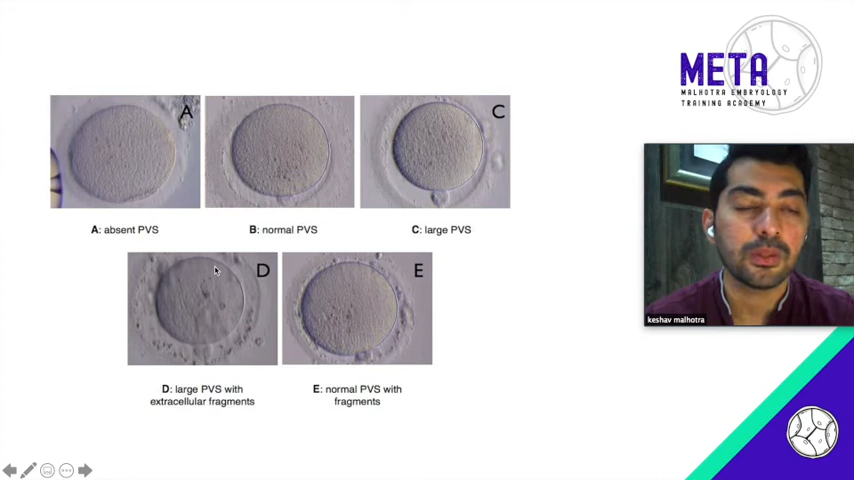 META
MALHOTRA EMBRYOLOGY
TRAINING ACADEMY
A
B
C
A: absent PVS
B: normal PVS
C: large PVS
D
E
D: large PVS with
extracellular fragments
E: normal PVS with
fragments
keshav malhotra